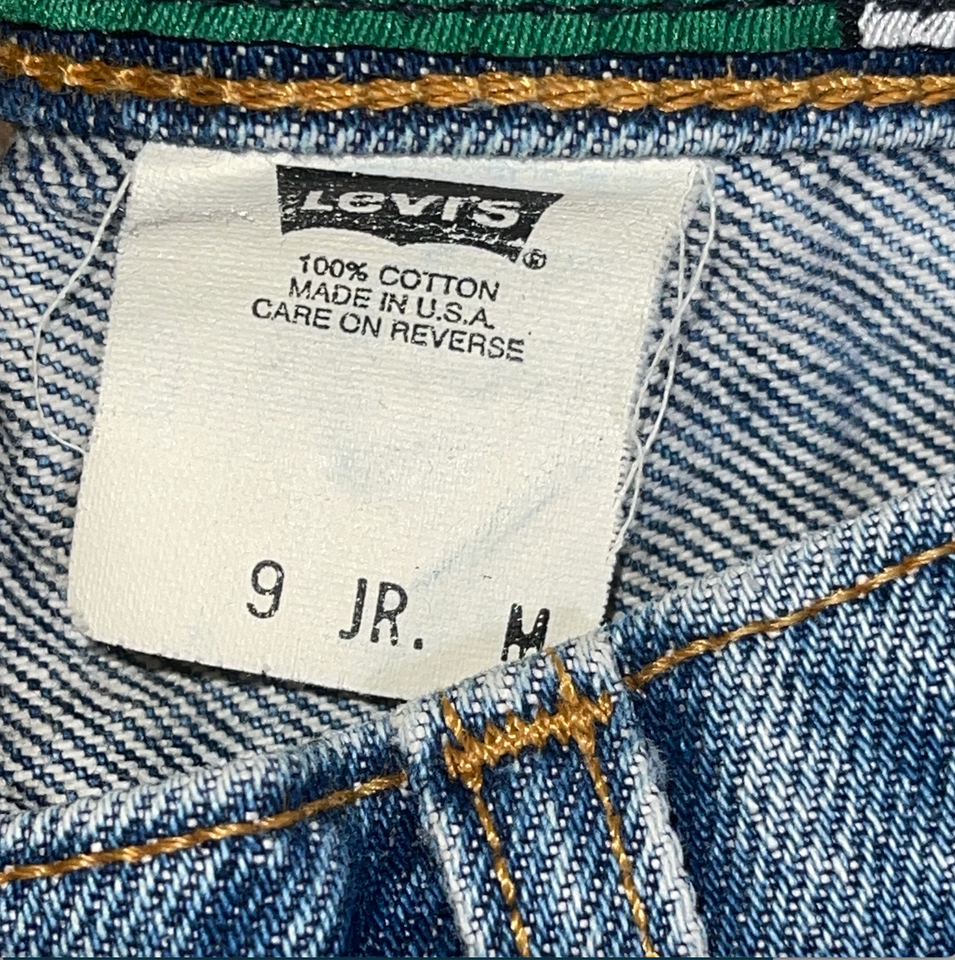 Levi's®
100% COTTON
MADE IN U.S.A.
CARE ON REVERSE
9 JR. M